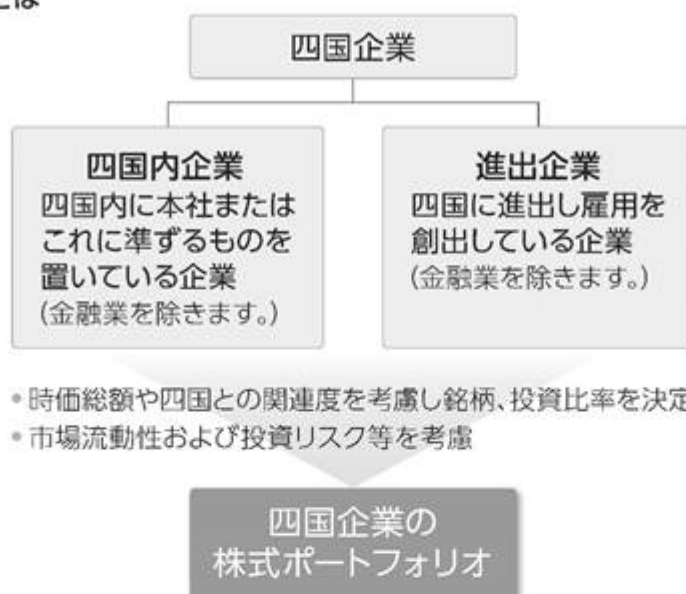 四国企業
四国内企業
四国内に本社または
これに準ずるものを
置いている企業
(金融業を除きます。)
進出企業
四国に進出し雇用を
創出している企業
(金融業を除きます。)
•時価総額や四国との関連度を考慮し銘柄、投資比率を決定
•市場流動性および投資リスク等を考慮
四国企業の
株式ポートフォリオ